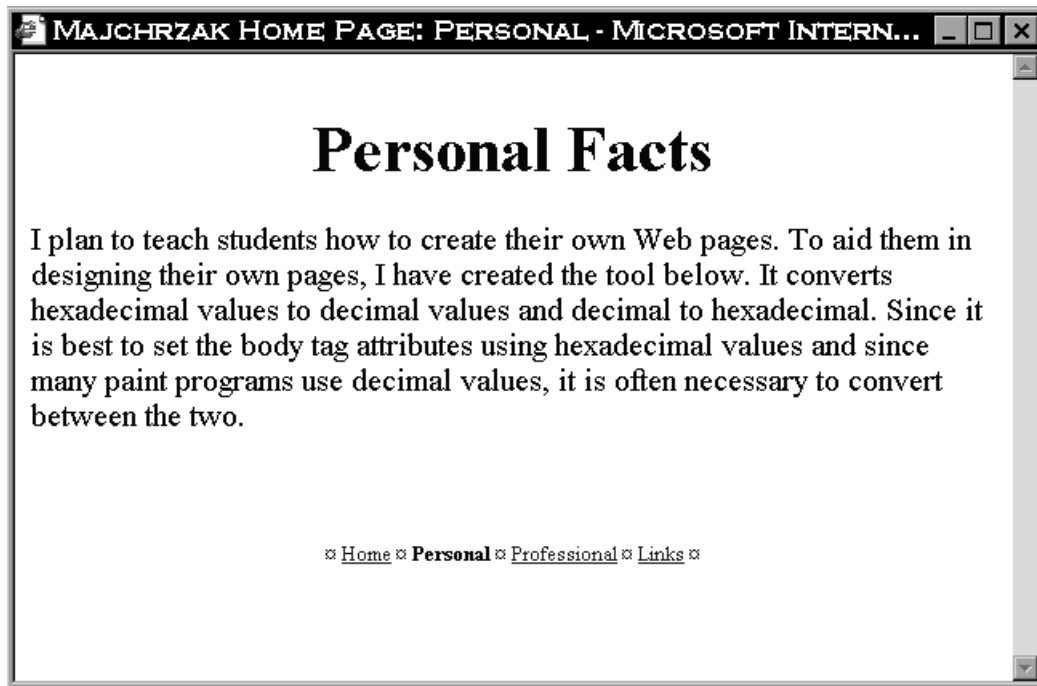 MAJCHRZAK HOME PAGE: PERSONAL - MICROSOFT INTERN...
Personal Facts
I plan to teach students how to create their own Web pages. To aid them in
designing their own pages, I have created the tool below. It converts
hexadecimal values to decimal values and decimal to hexadecimal. Since it
is best to set the body tag attributes using hexadecimal values and since
many paint programs use decimal values, it is often necessary to convert
between the two.
¤ Home ¤ Personal ¤ Professional ¤ Links ¤